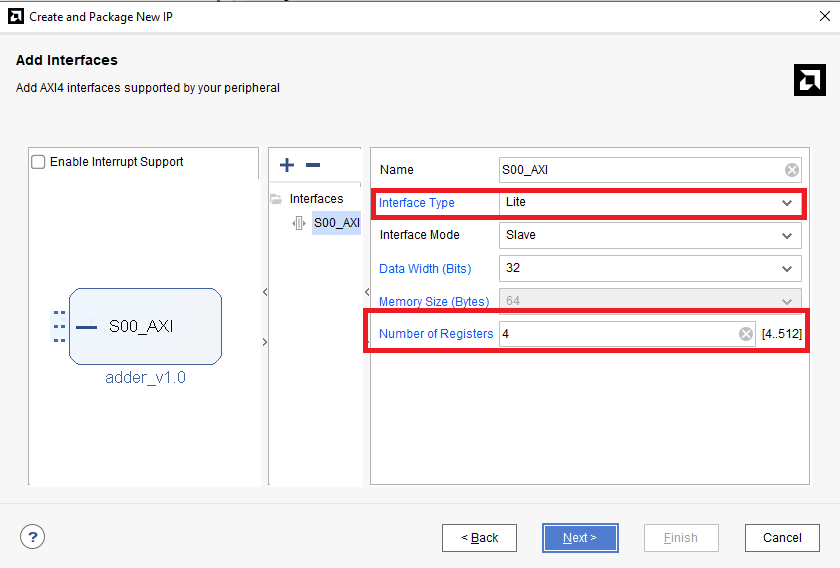 Create and Package New IP
Add Interfaces
Add AXI4 interfaces supported by your peripheral
Enable Interrupt Support
S00_AXI
adder_v1.0
Interfaces
S00_AXI
Name S00_AXI
Interface Type Lite
Interface Mode Slave
Data Width (Bits) 32
Memory Size (Bytes) 64
Number of Registers 4 [4..512]
? < Back Next > Finish Cancel